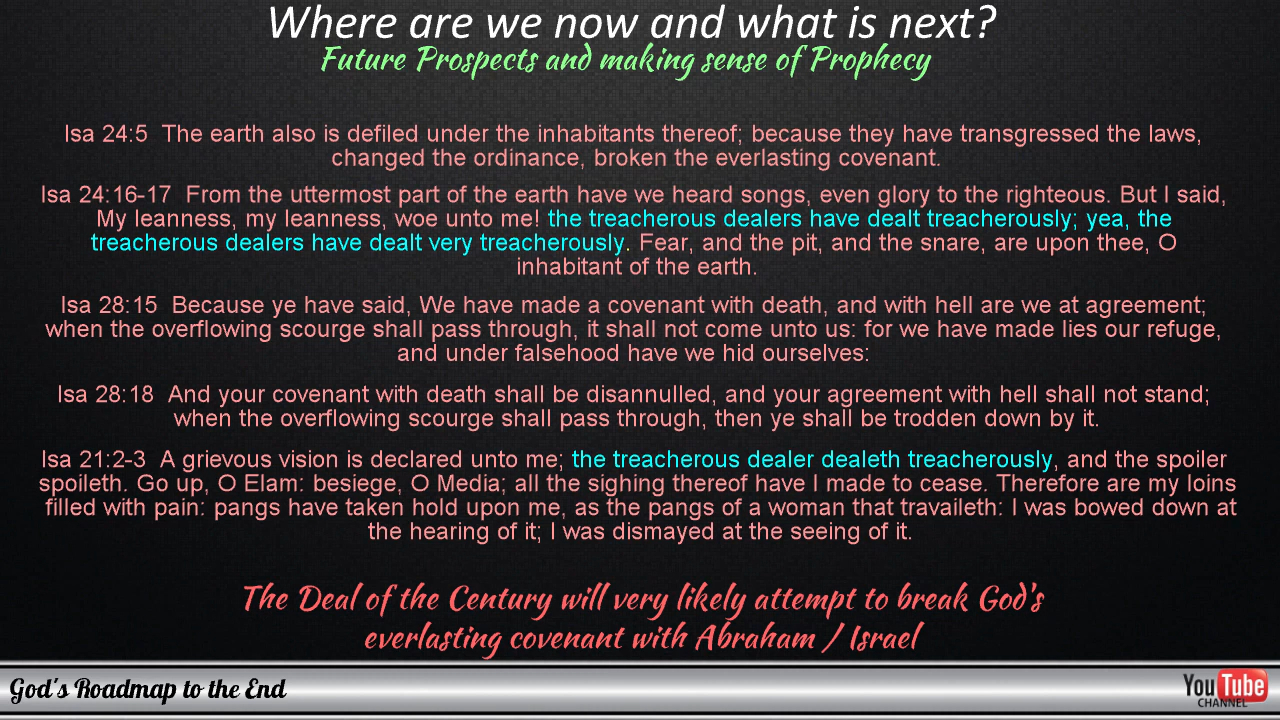 Where are we now and what is next?
Future Prospects and making sense of Prophecy
Isa 24:5  The earth also is defiled under the inhabitants thereof; because they have transgressed the laws,
changed the ordinance, broken the everlasting covenant.
Isa 24:16-17  From the uttermost part of the earth have we heard songs, even glory to the righteous. But I said,
My leanness, my leanness, woe unto me! the treacherous dealers have dealt treacherously; yea, the
treacherous dealers have dealt very treacherously. Fear, and the pit, and the snare, are upon thee, O
inhabitant of the earth.
Isa 28:15  Because ye have said, We have made a covenant with death, and with hell are we at agreement;
when the overflowing scourge shall pass through, it shall not come unto us: for we have made lies our refuge,
and under falsehood have we hid ourselves:
Isa 28:18  And your covenant with death shall be disannulled, and your agreement with hell shall not stand;
when the overflowing scourge shall pass through, then ye shall be trodden down by it.
Isa 21:2-3  A grievous vision is declared unto me; the treacherous dealer dealeth treacherously, and the spoiler
spoileth. Go up, O Elam: besiege, O Media; all the sighing thereof have I made to cease. Therefore are my loins
filled with pain: pangs have taken hold upon me, as the pangs of a woman that travaileth: I was bowed down at
the hearing of it; I was dismayed at the seeing of it.
The Deal of the Century will very likely attempt to break God's
everlasting covenant with Abraham / Israel
God's Roadmap to the End
YouTube
CHANNEL